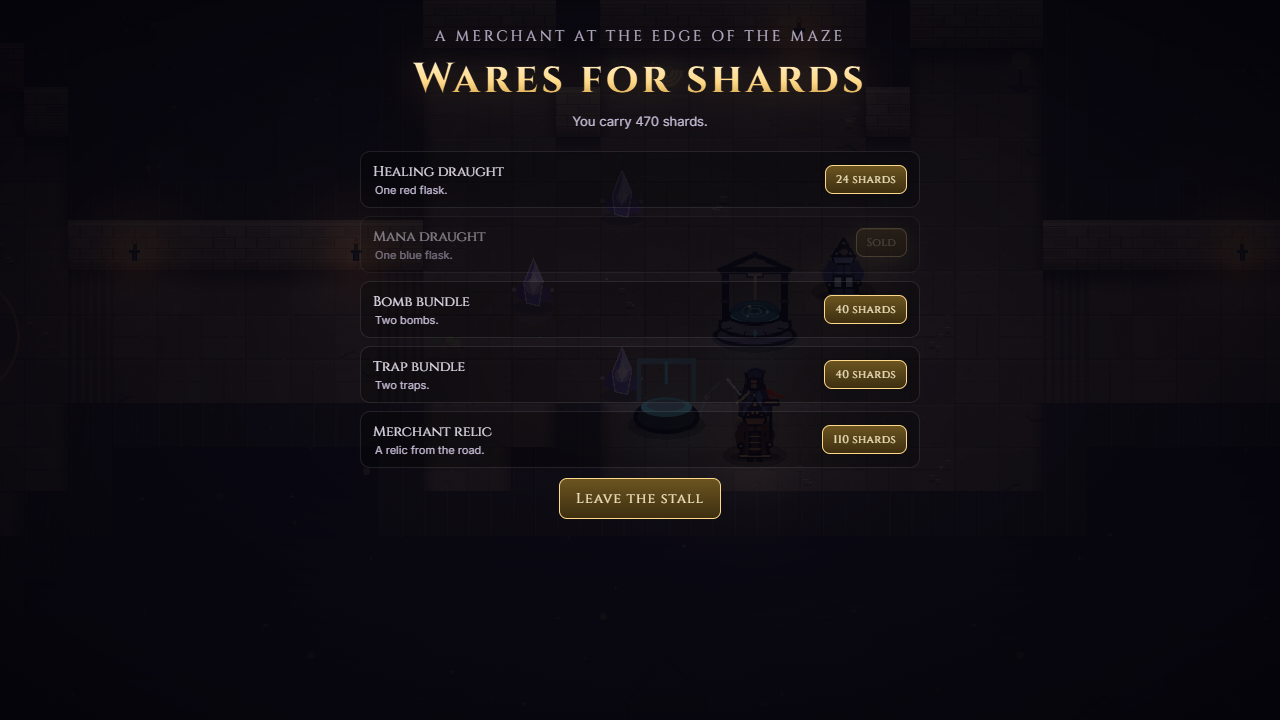 A MERCHANT AT THE EDGE OF THE MAZE
WARES FOR SHARDS
You carry 470 shards.
HEALING DRAUGHT
24 SHARDS
One red flask.
MANA DRAUGHT
SOLD
One blue flask.
BOMB BUNDLE
40 SHARDS
Two bombs.
TRAP BUNDLE
40 SHARDS
Two traps.
MERCHANT RELIC
110 SHARDS
A relic from the road.
LEAVE THE STALL